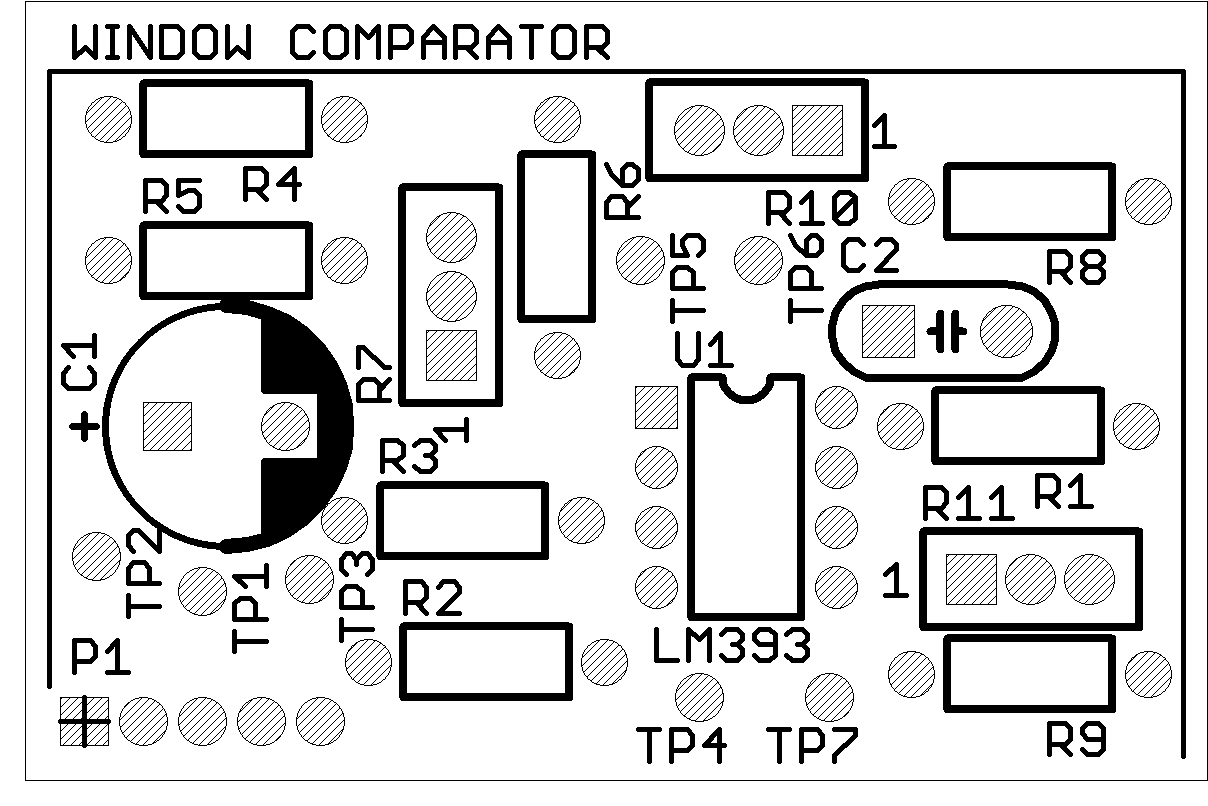 WINDOW COMPARATOR
1
R5
R4
R6
R10
TP5
TP6
C2
R8
C1
+
R7
1
U1
R3
R1
R11
TP2
TP1
TP3
R2
1
P1
LM393
TP4
TP7
R9